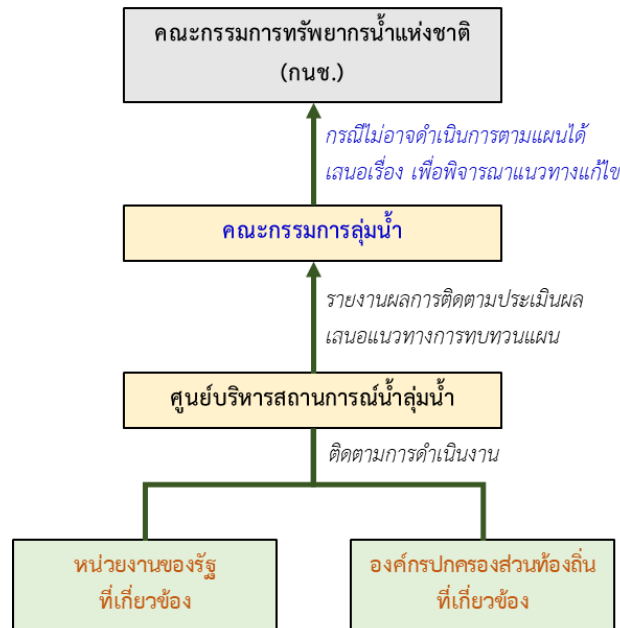 คณะกรรมการทรัพยากรน้ำแห่งชาติ
(กนช.)
กรณีไม่อาจดำเนินการตามแผนได้
เสนอเรื่อง เพื่อพิจารณาแนวทางแก้ไข
คณะกรรมการลุ่มน้ำ
รายงานผลการติดตามประเมินผล
เสนอแนวทางการทบทวนแผน
ศูนย์บริหารสถานการณ์น้ำลุ่มน้ำ
ติดตามการดำเนินงาน
หน่วยงานของรัฐ
ที่เกี่ยวข้อง
องค์กรปกครองส่วนท้องถิ่น
ที่เกี่ยวข้อง